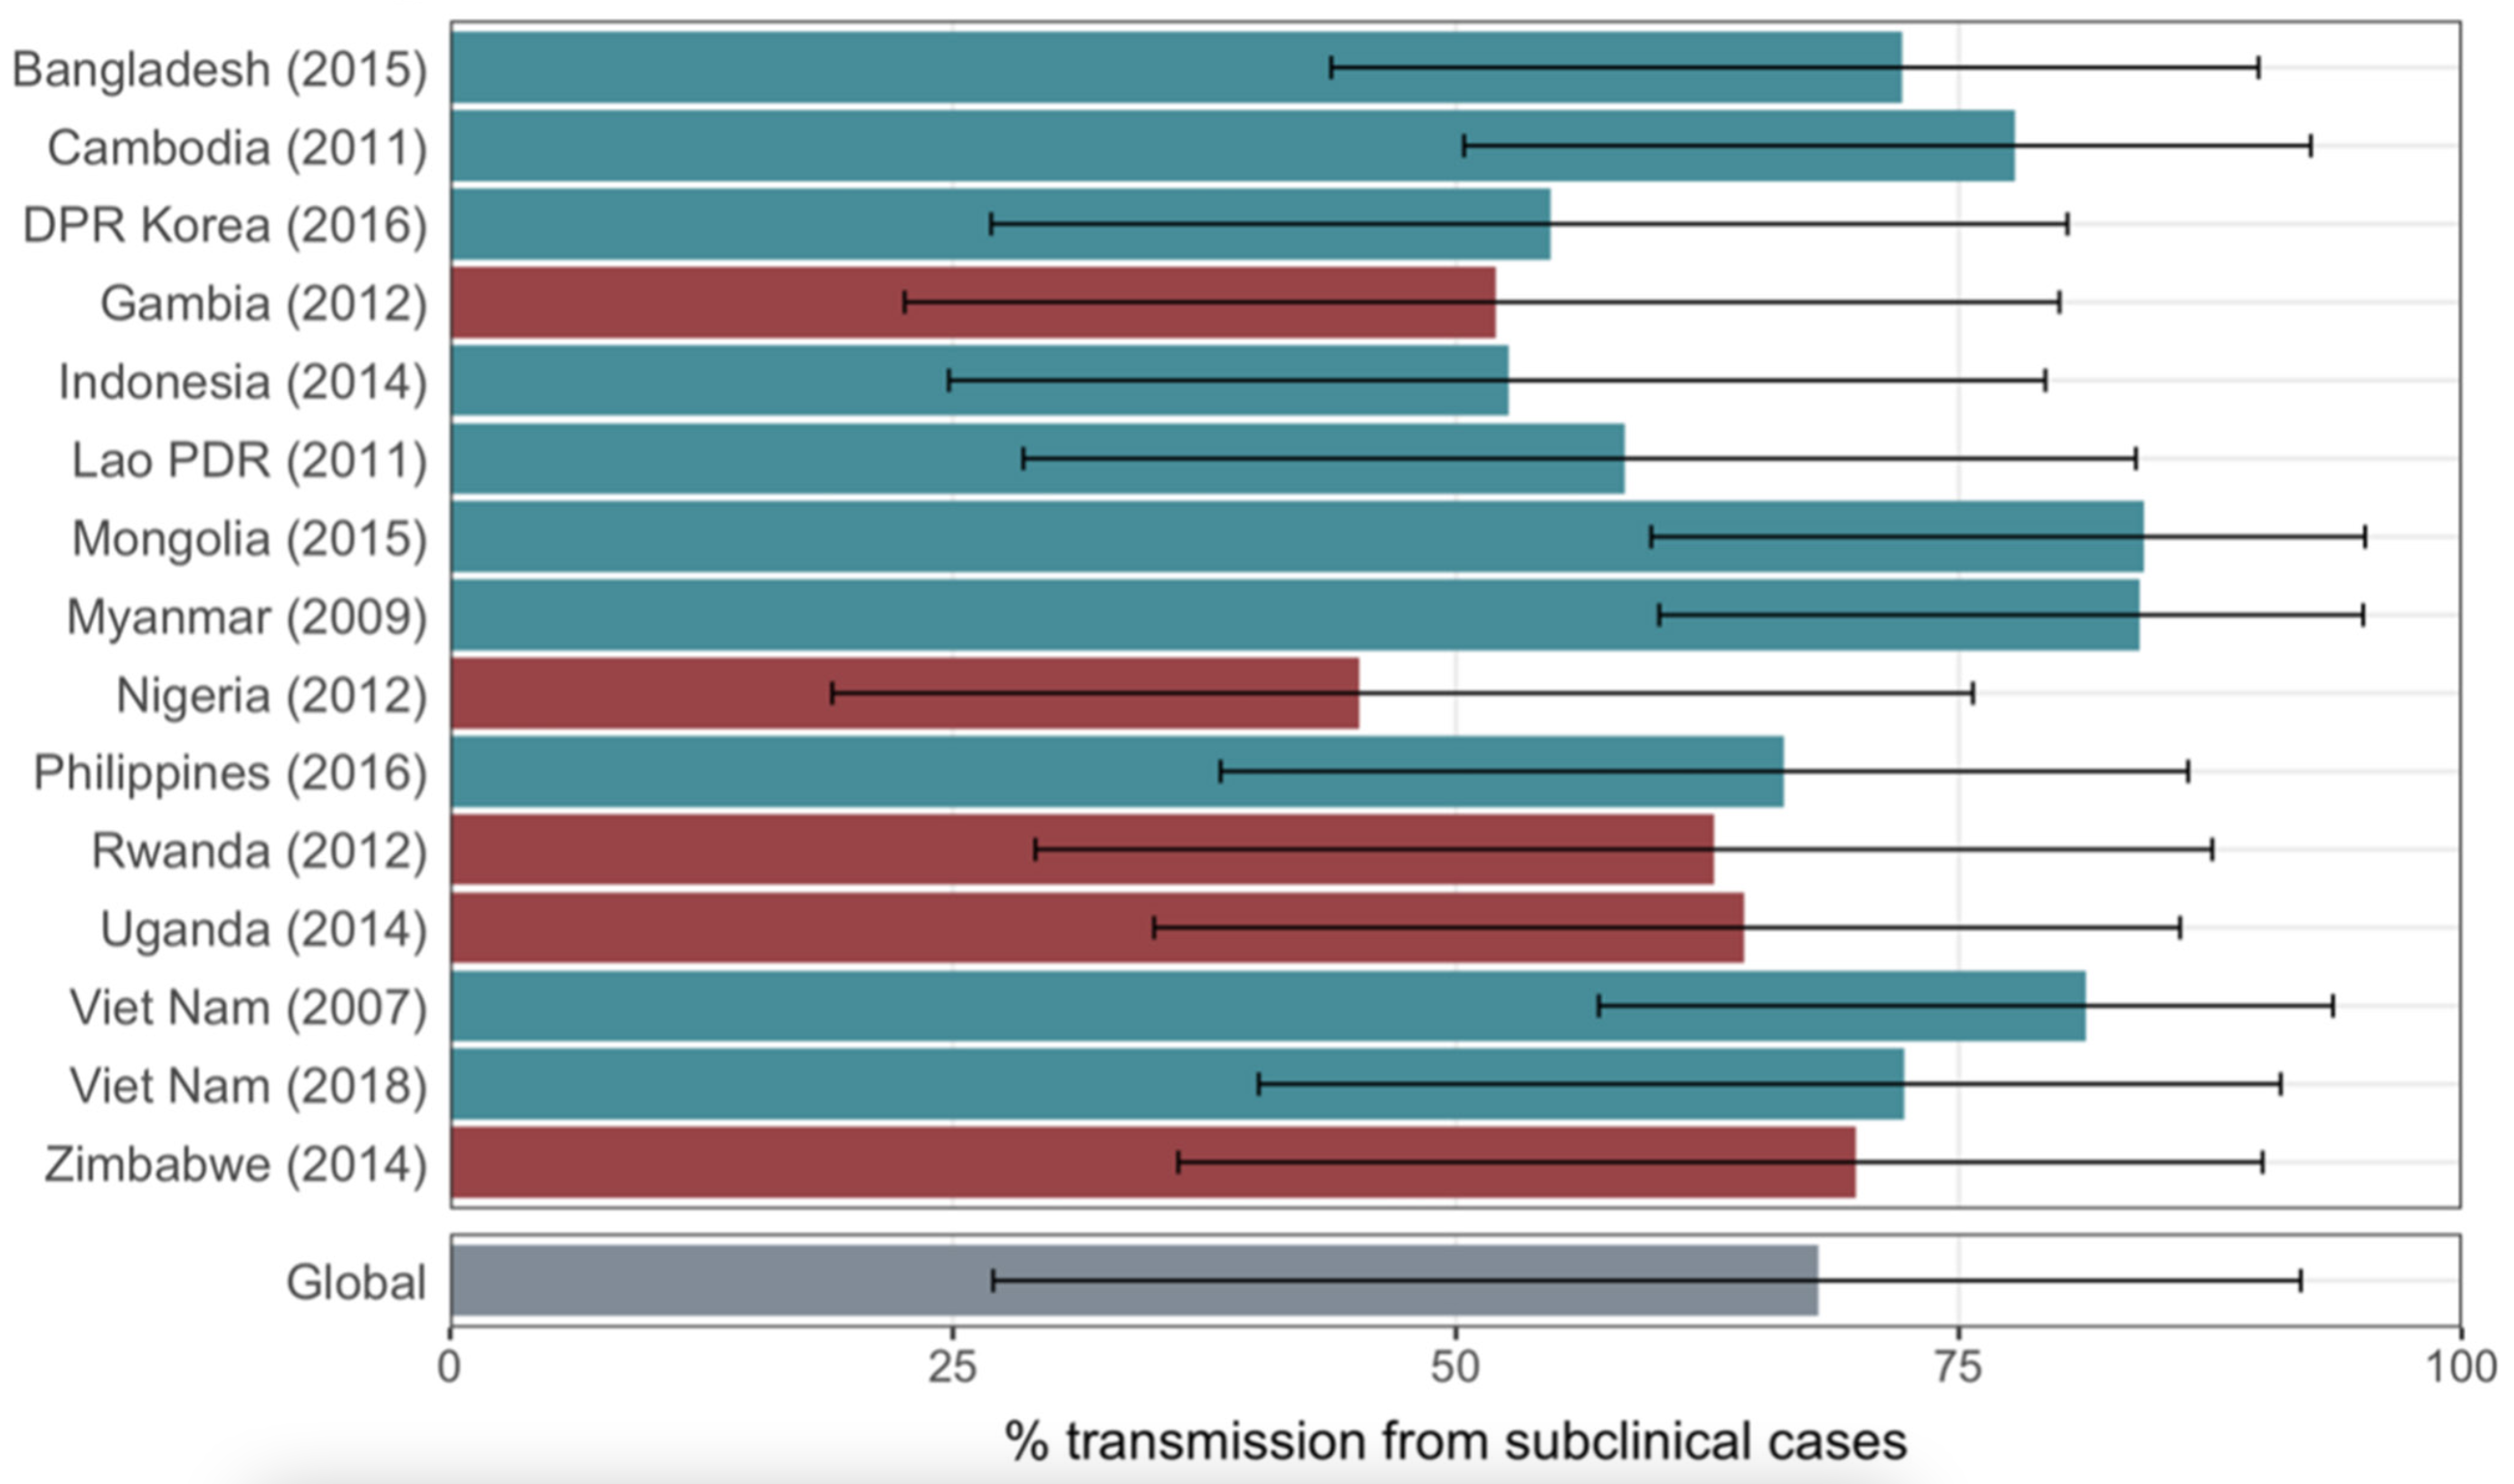 Bangladesh (2015)
Cambodia (2011)
DPR Korea (2016)
Gambia (2012)
Indonesia (2014)
Lao PDR (2011)
Mongolia (2015)
Myanmar (2009)
Nigeria (2012)
Philippines (2016)
Rwanda (2012)
Uganda (2014)
Viet Nam (2007)
Viet Nam (2018)
Zimbabwe (2014)
Global
0 25 50 75 100
% transmission from subclinical cases